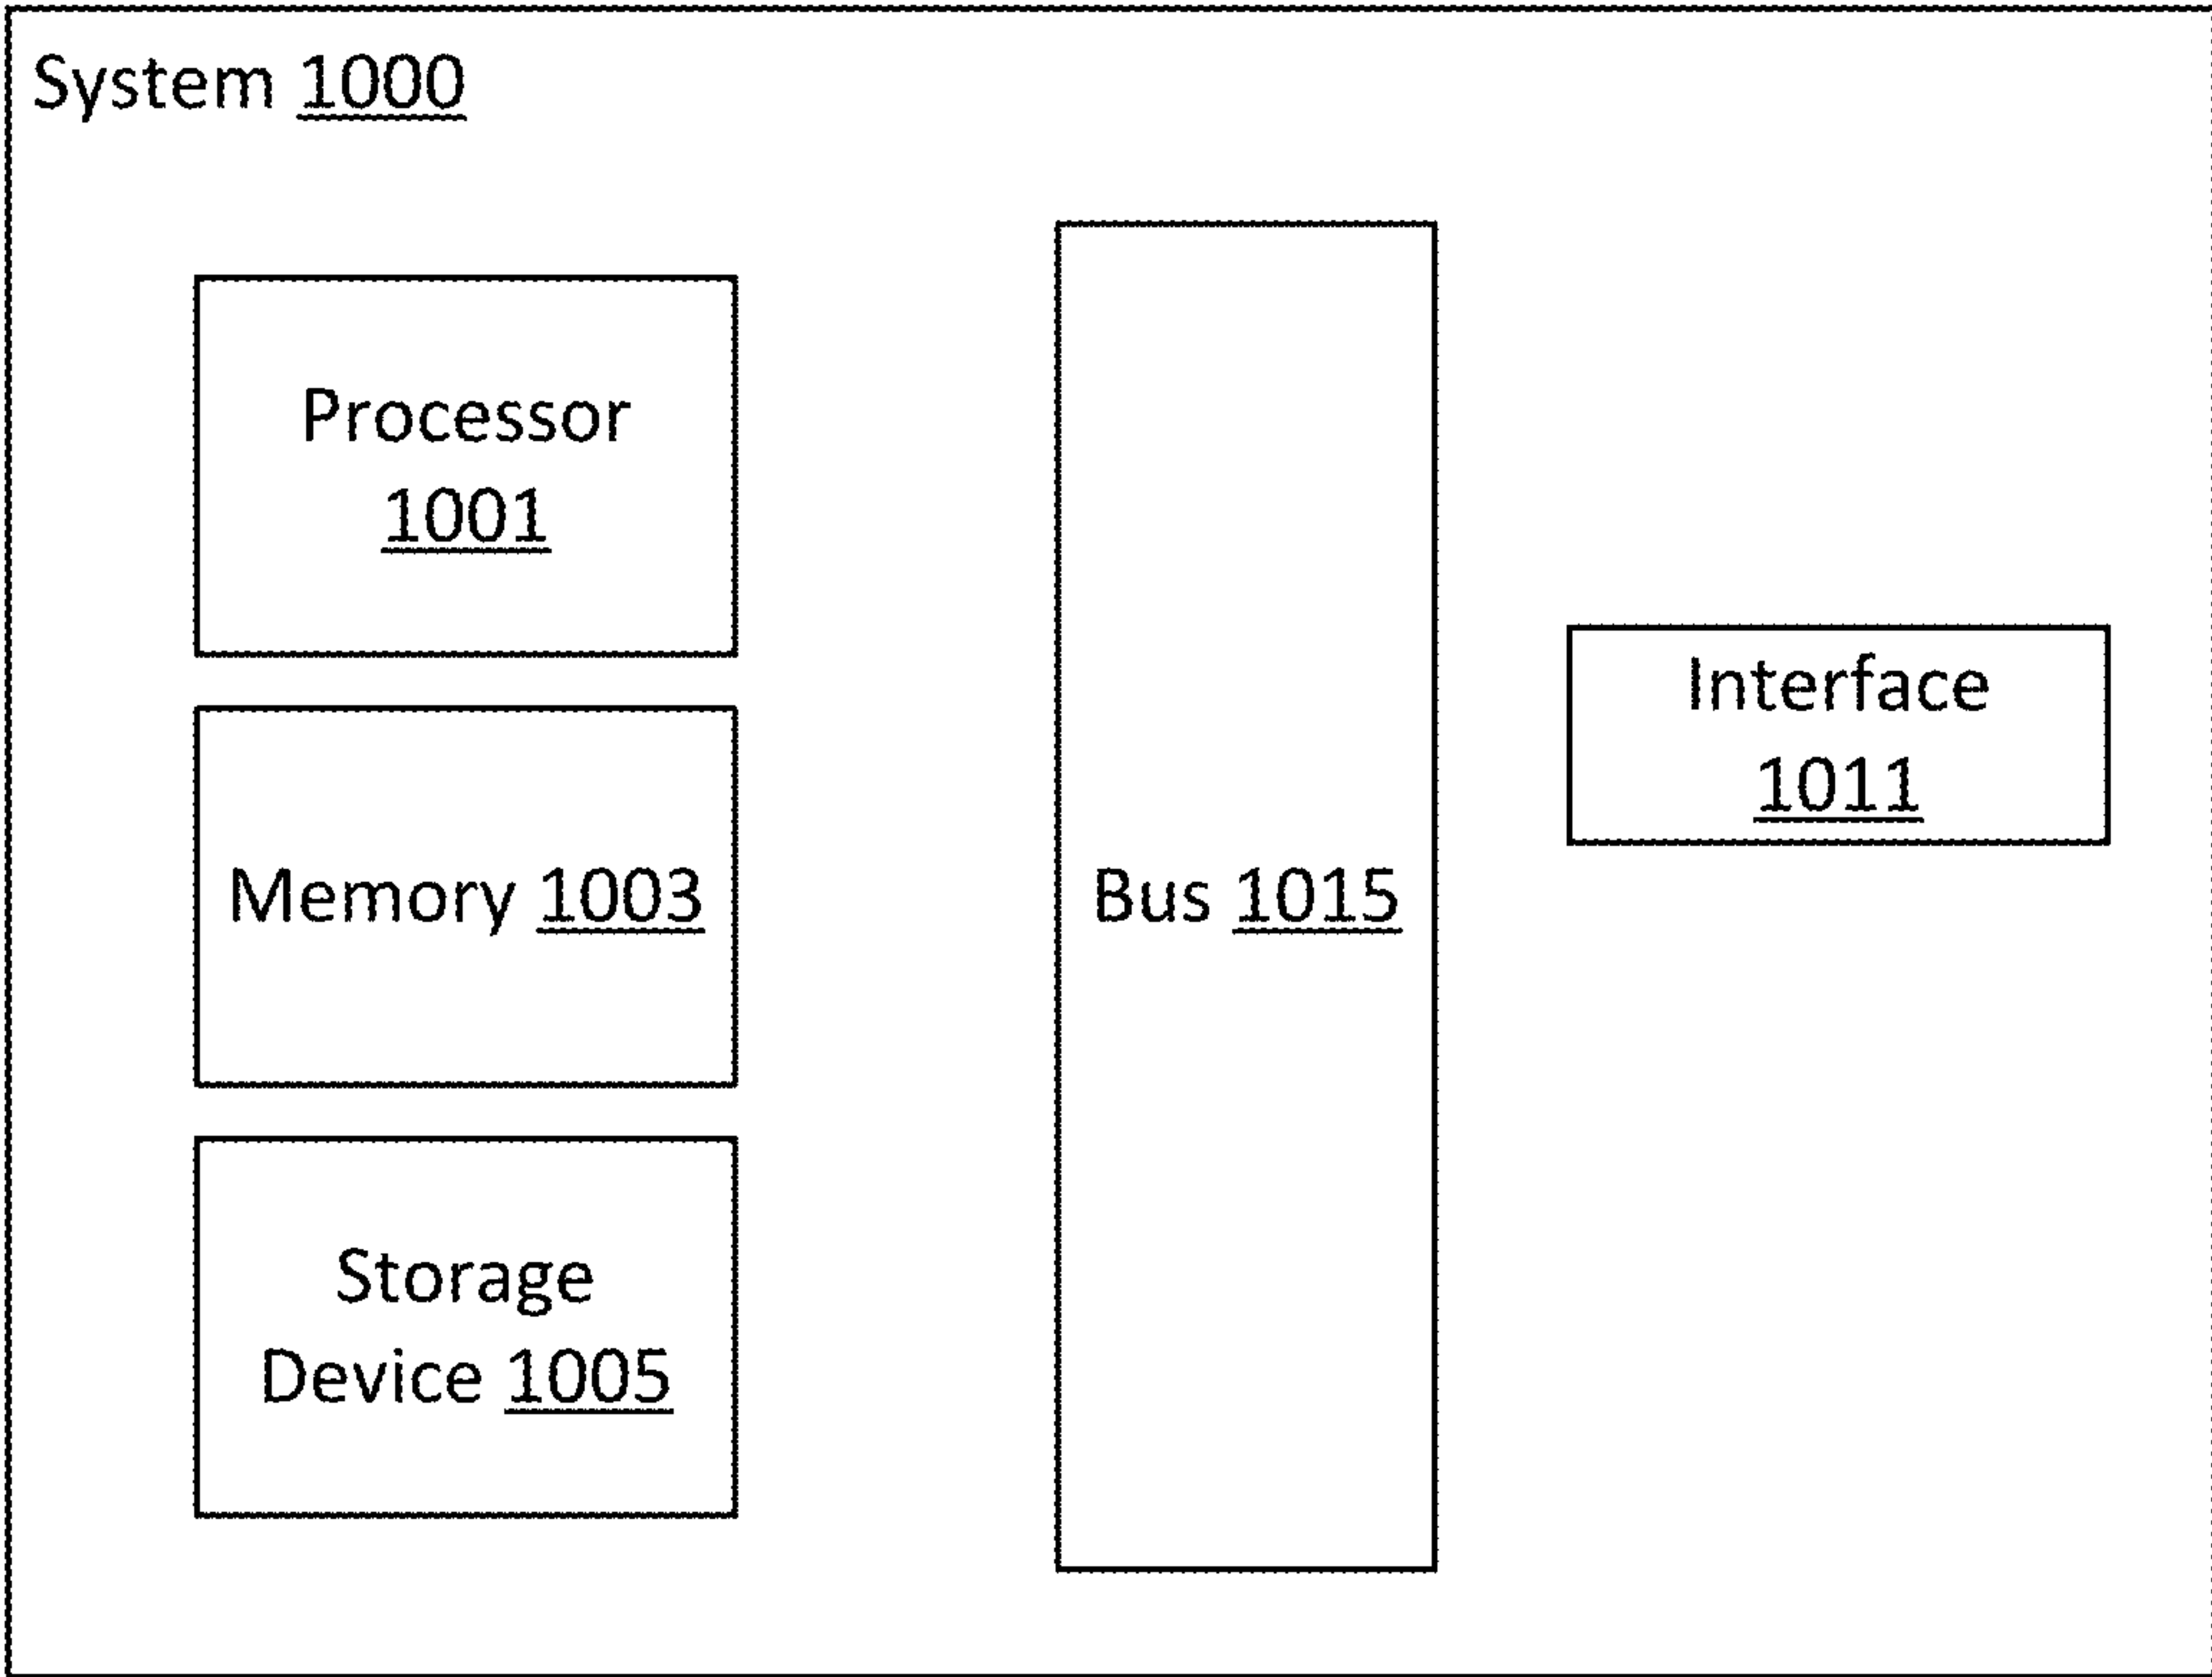 System 1000
Processor
1001
Memory 1003
Storage
Device 1005
Bus 1015
Interface
1011